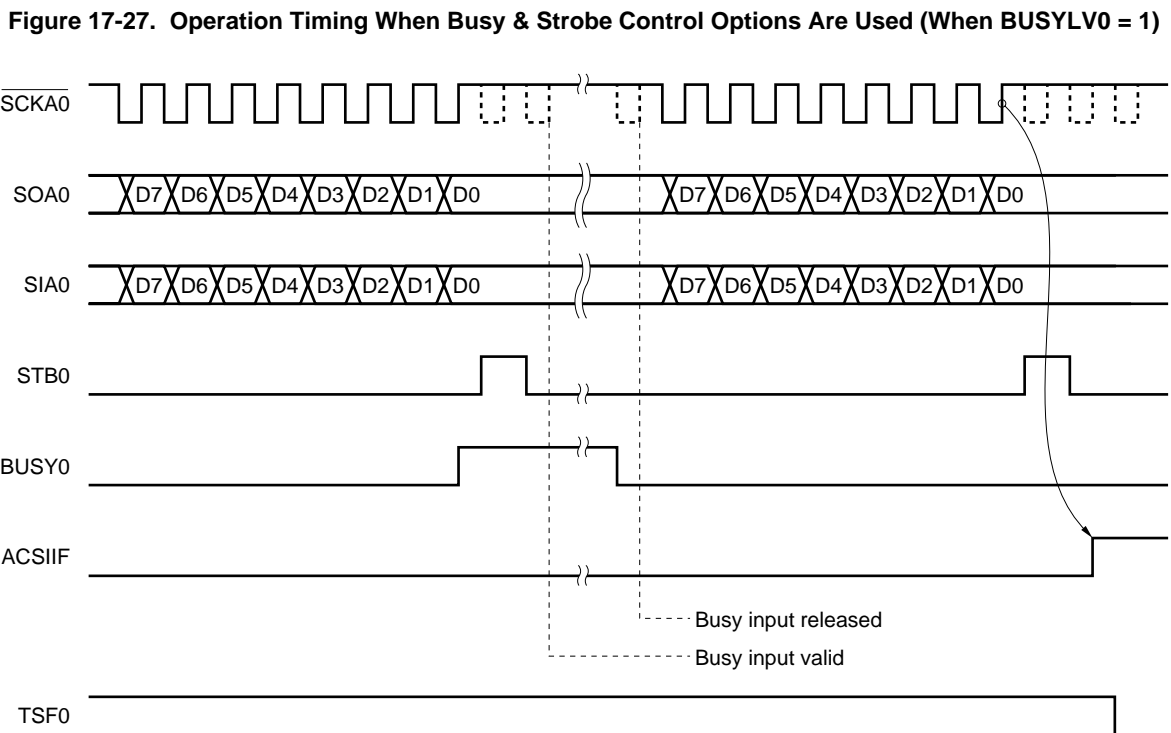 Figure 17-27. Operation Timing When Busy & Strobe Control Options Are Used (When BUSYLV0 = 1)
SCKA0
SOA0 D7 D6 D5 D4 D3 D2 D1 D0 D7 D6 D5 D4 D3 D2 D1 D0
SIA0 D7 D6 D5 D4 D3 D2 D1 D0 D7 D6 D5 D4 D3 D2 D1 D0
STB0
BUSY0
ACSIIF
Busy input released
Busy input valid
TSF0